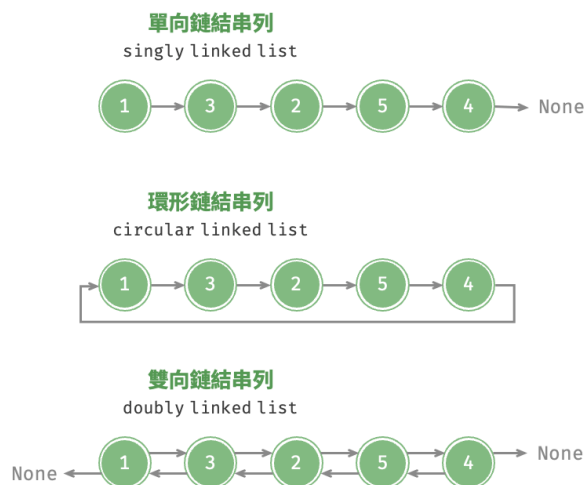 單向鏈結串列
singly linked list
1 3 2 5 4 None
環形鏈結串列
circular linked list
1 3 2 5 4
雙向鏈結串列
doubly linked list
1 3 2 5 4 None
None